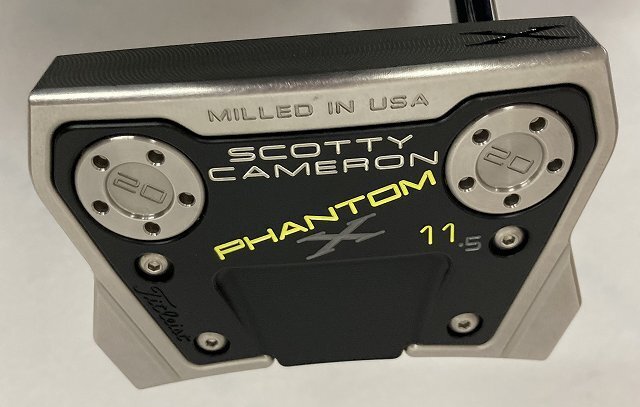 MILLED IN USA
SCOTTY
CAMERON
PHANTOM
X
11.5
20
20
Titleist